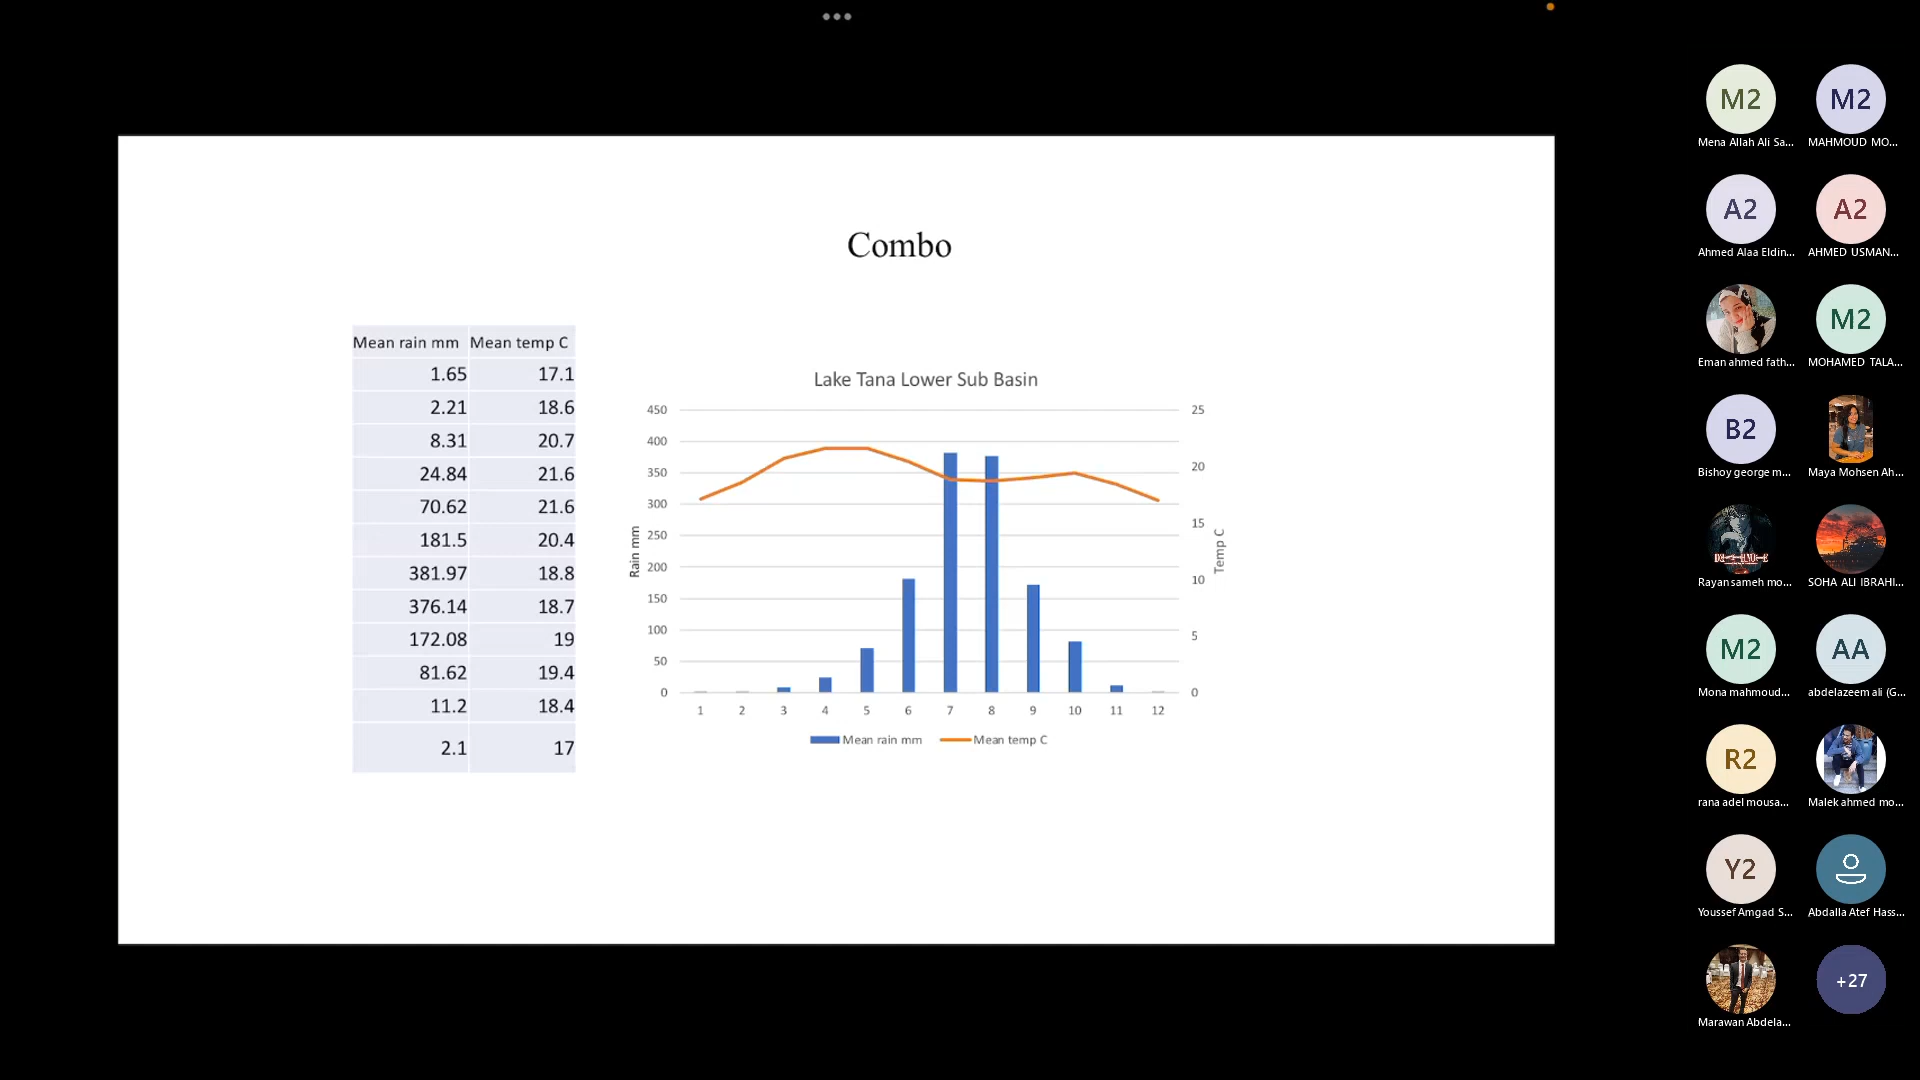 Combo
Mean rain mm Mean temp C
1.65 17.1
2.21 18.6
8.31 20.7
24.84 21.6
70.62 21.6
181.5 20.4
381.97 18.8
376.14 18.7
172.08 19
81.62 19.4
11.2 18.4
2.1 17
Lake Tana Lower Sub Basin
450
400
350
300
250
200
150
100
50
0
Rain mm
25
20
15
10
5
0
Temp C
1 2 3 4 5 6 7 8 9 10 11 12
Mean rain mm Mean temp C
M2 M2
Mena Allah Ali Sa... MAHMOUD MO...
A2 A2
Ahmed Alaa Eldin... AHMED USMAN...
M2
Eman ahmed fath... MOHAMED TALA...
B2
Bishoy george m... Maya Mohsen Ah...
Rayan sameh mo... SOHA ALI IBRAHI...
M2 AA
Mona mahmoud... abdelazeem ali (G...
R2
rana adel mousa... Malek ahmed mo...
Y2
Youssef Amgad S... Abdalla Atef Hass...
+27
Marawan Abdela...